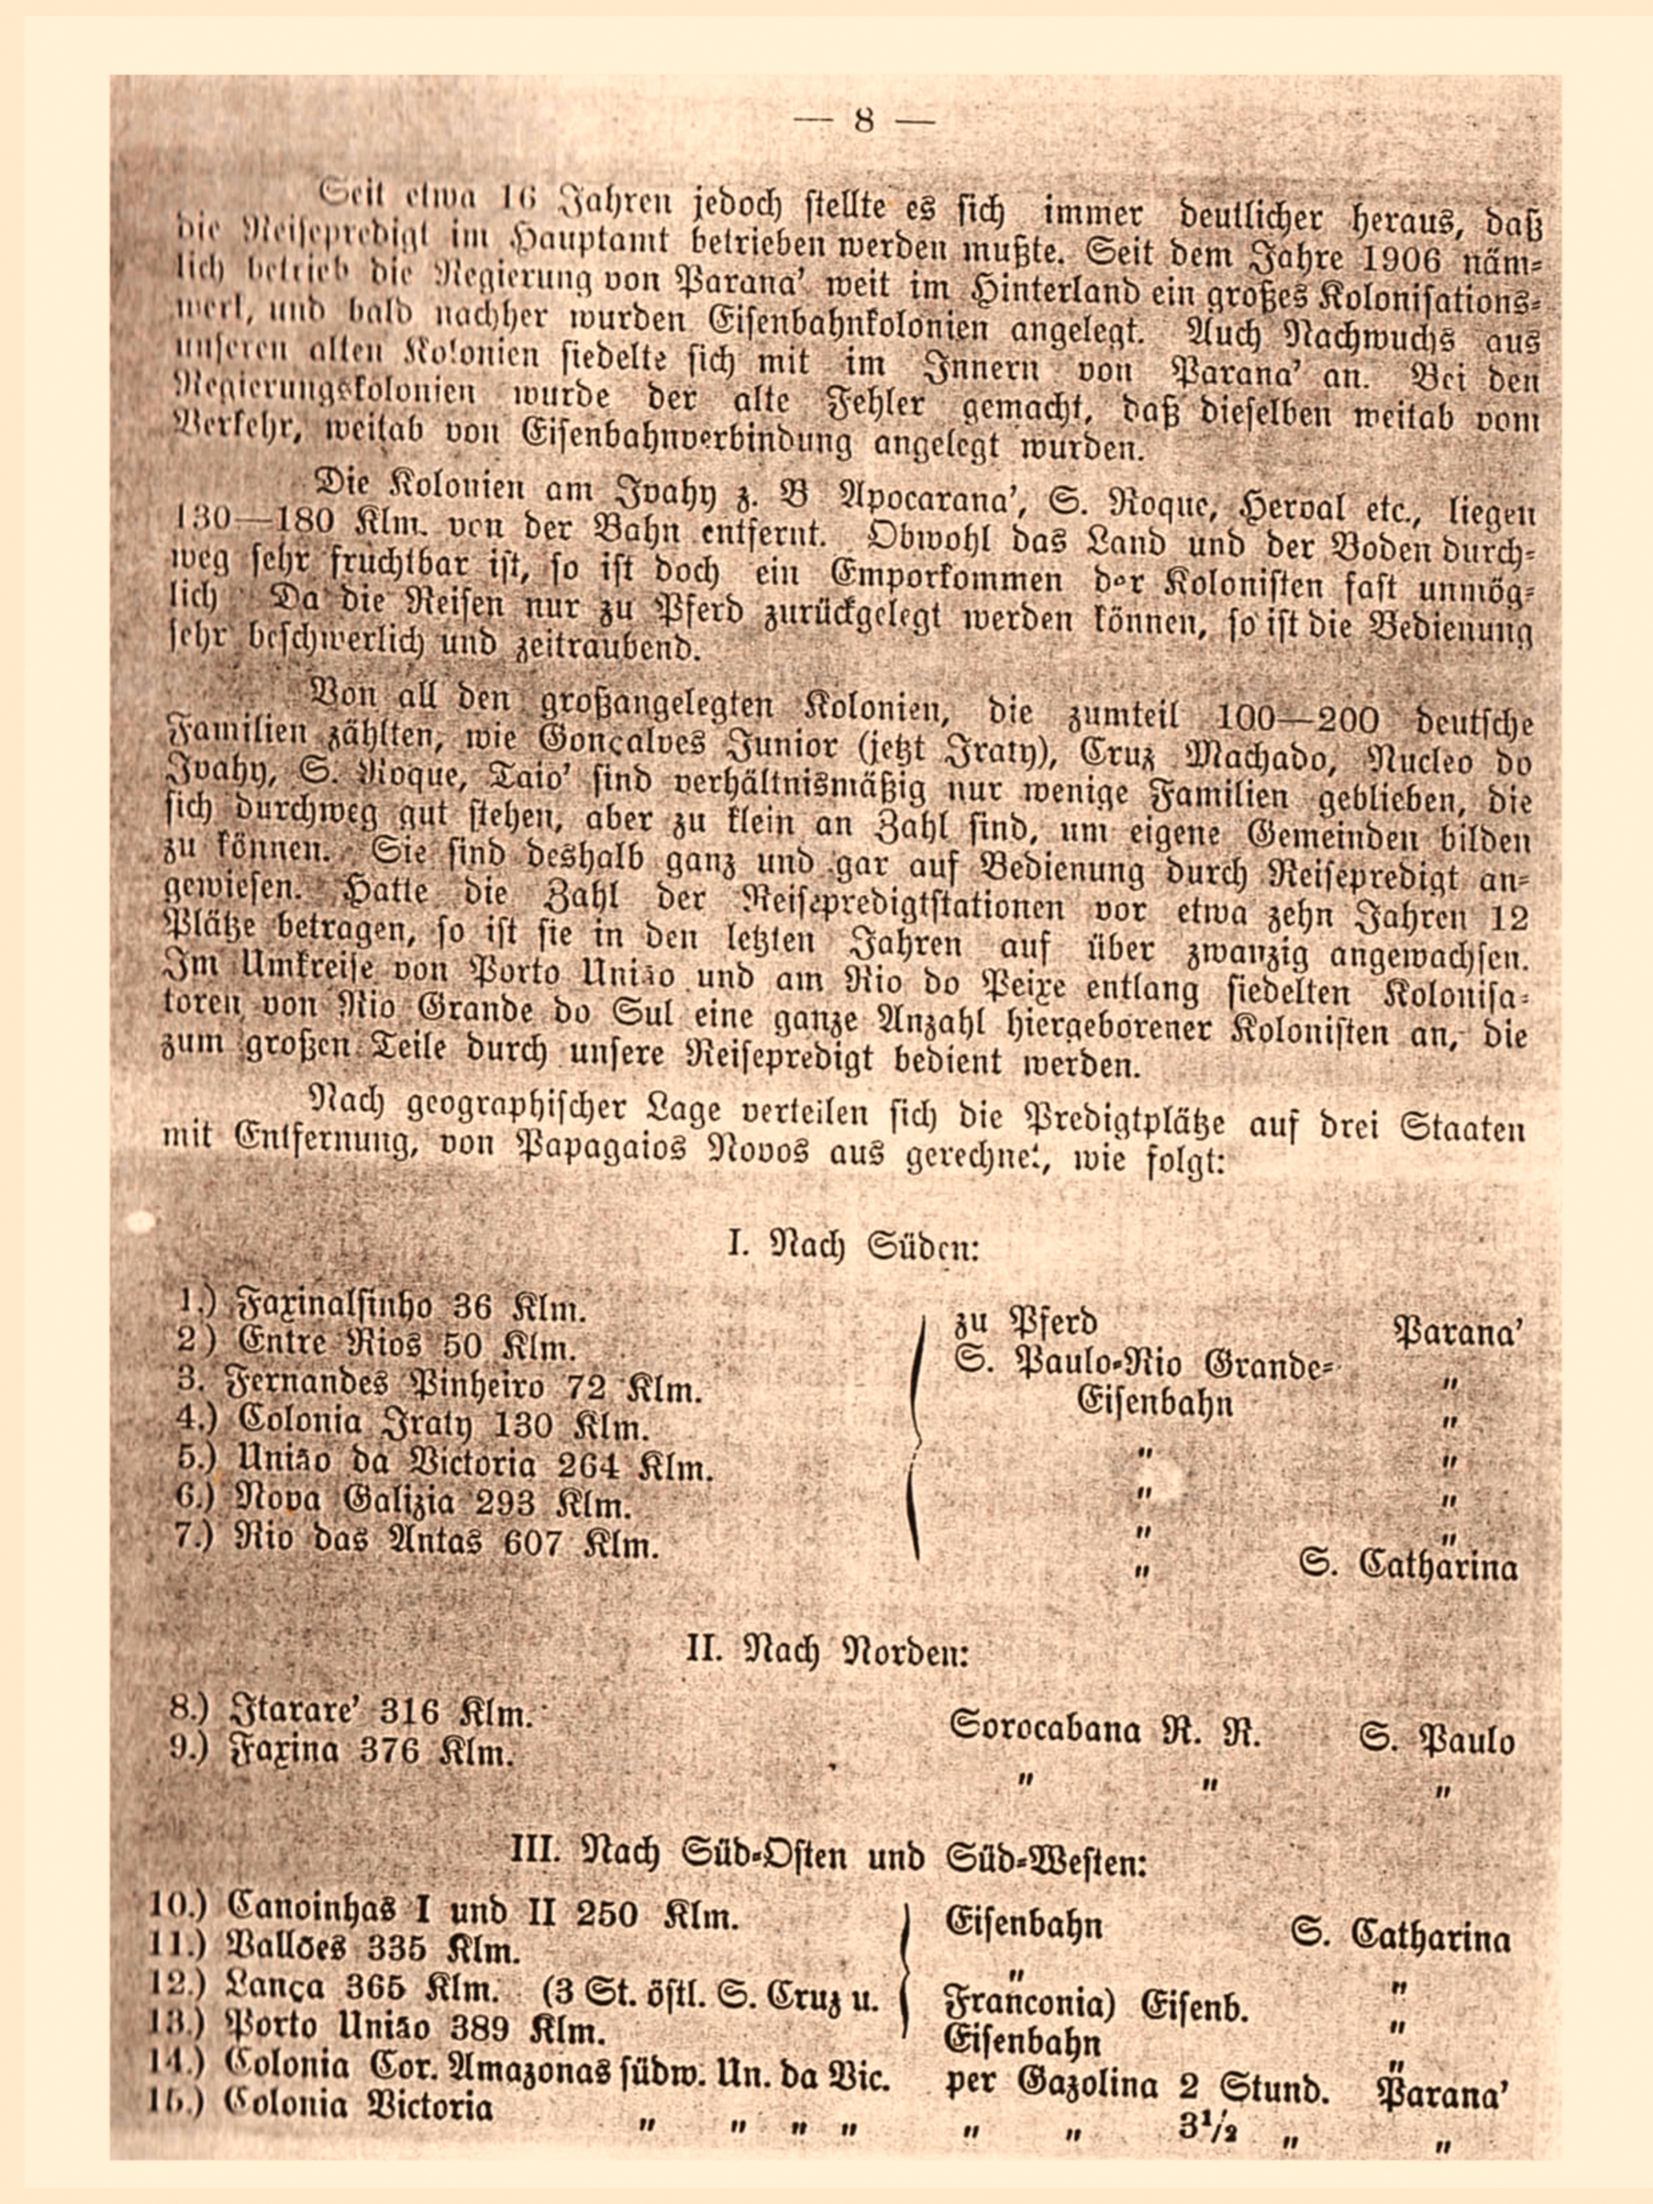 — 8 —
Seit etwa 16 Jahren jedoch stellte es sich immer deutlicher heraus, daß
die Reisepredigt im Hauptamt betrieben werden mußte. Seit dem Jahre 1906 näm-
lich betrieb die Regierung von Parana' weit im Hinterland ein großes Kolonisations-
werk, und bald nachher wurden Eisenbahnkolonien angelegt. Auch Nachwuchs aus
unseren alten Kolonien siedelte sich mit im Innern von Parana' an. Bei den
Regierungskolonien wurde der alte Fehler gemacht, daß dieselben weitab vom
Verkehr, weitab von Eisenbahnverbindung angelegt wurden.
Die Kolonien am Ivahy z. B Apocarana', S. Roque, Herval etc., liegen
130—180 Klm. von der Bahn entfernt. Obwohl das Land und der Boden durch-
weg sehr fruchtbar ist, so ist doch ein Emporkommen der Kolonisten fast unmög-
lich Da die Reisen nur zu Pferd zurückgelegt werden können, so ist die Bedienung
sehr beschwerlich und zeitraubend.
Von all den großangelegten Kolonien, die zumteil 100—200 deutsche
Familien zählten, wie Gonçalves Junior (jetzt Iraty), Cruz Machado, Nucleo do
Ivahy, S. Roque, Taio' sind verhältnismäßig nur wenige Familien geblieben, die
sich durchweg gut stehen, aber zu klein an Zahl sind, um eigene Gemeinden bilden
zu können. Sie sind deshalb ganz und gar auf Bedienung durch Reisepredigt an-
gewiesen. Hatte die Zahl der Reisepredigtstationen vor etwa zehn Jahren 12
Plätze betragen, so ist sie in den letzten Jahren auf über zwanzig angewachsen.
Im Umkreise von Porto União und am Rio do Peixe entlang siedelten Kolonisa-
toren von Rio Grande do Sul eine ganze Anzahl hiergeborener Kolonisten an, die
zum großen Teile durch unsere Reisepredigt bedient werden.
Nach geographischer Lage verteilen sich die Predigtplätze auf drei Staaten
mit Entfernung, von Papagaios Novos aus gerechnet, wie folgt:
I. Nach Süden:
1.) Faxinalsinho 36 Klm. zu Pferd Parana'
2) Entre Rios 50 Klm. S. Paulo-Rio Grande- "
3. Fernandes Pinheiro 72 Klm. Eisenbahn "
4.) Colonia Iraty 130 Klm. " "
5.) União da Victoria 264 Klm. " "
6.) Nova Galizia 293 Klm. " "
7.) Rio das Antas 607 Klm. " S. Catharina
II. Nach Norden:
8.) Itarare' 316 Klm. Sorocabana R. R. S. Paulo
9.) Faxina 376 Klm. " " "
III. Nach Süd-Osten und Süd-Westen:
10.) Canoinhas I und II 250 Klm. Eisenbahn S. Catharina
11.) Vallões 335 Klm. " "
12.) Lança 365 Klm. (3 St. östl. S. Cruz u. Franconia) Eisenb. "
13.) Porto União 389 Klm. Eisenbahn "
14.) Colonia Cor. Amazonas südw. Un. da Vic. per Gazolina 2 Stund. Parana'
15.) Colonia Victoria " " " " " " 3½ " "